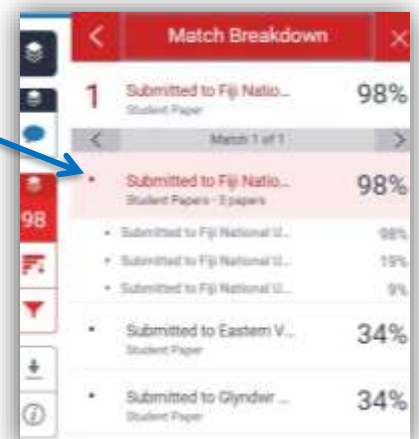 Match Breakdown
1 Submitted to Fiji Natio... 98%
Student Paper
Match 1 of 1
• Submitted to Fiji Natio... 98%
Student Papers - 3 papers
• Submitted to Fiji National U... 98%
• Submitted to Fiji National U... 19%
• Submitted to Fiji National U... 9%
• Submitted to Eastern V... 34%
Student Paper
• Submitted to Glyndwr ... 34%
Student Paper
98